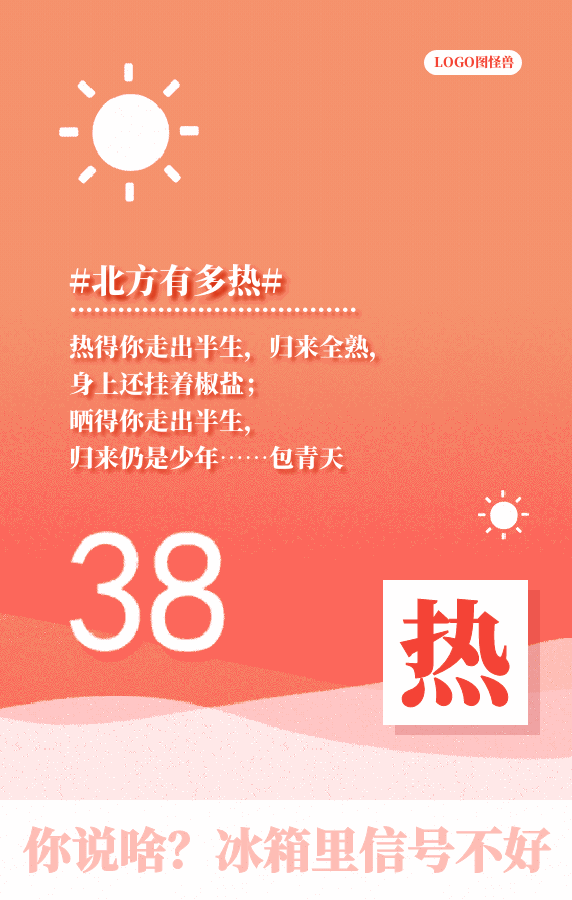 LOGO图怪兽
#北方有多热#
热得你走出半生，归来全熟，
身上还挂着椒盐；
晒得你走出半生，
归来仍是少年……包青天
38
热
你说啥？冰箱里信号不好